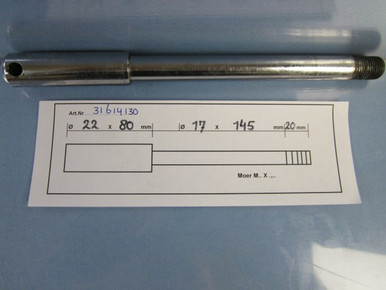 Art.Nr. 31614130
ø 22 x 80 mm ø 17 x 145 mm 20 mm
Moer M.. X ....